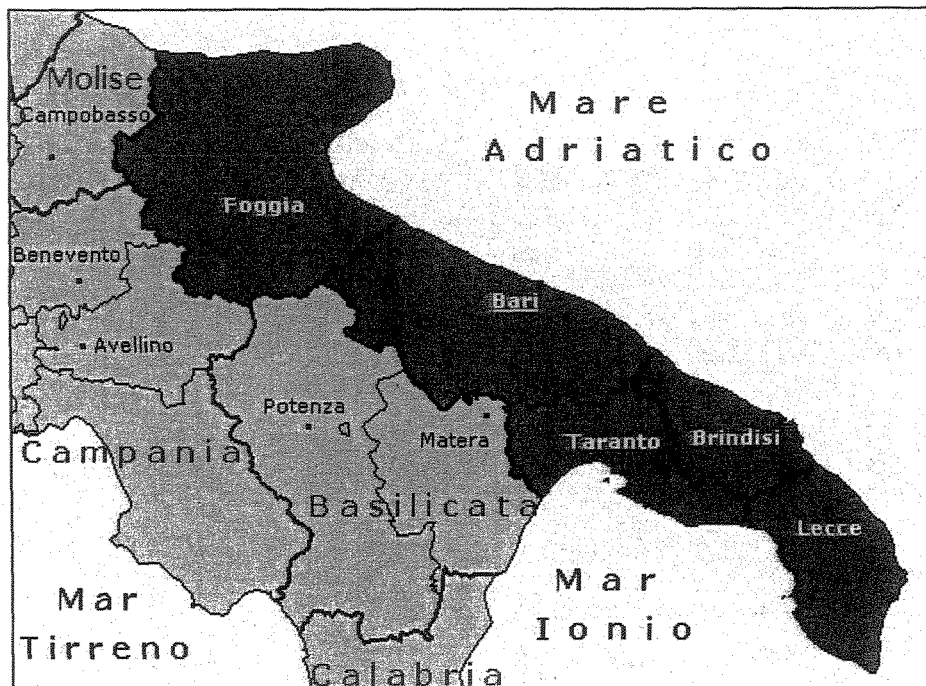 Molise
Campobasso
Mare
Adriatico
Foggia
Benevento
Bari
Avellino
Potenza
Matera
Taranto
Brindisi
Campania
Basilicata
Lecce
Mar
Tirreno
Mar
Ionio
Calabria